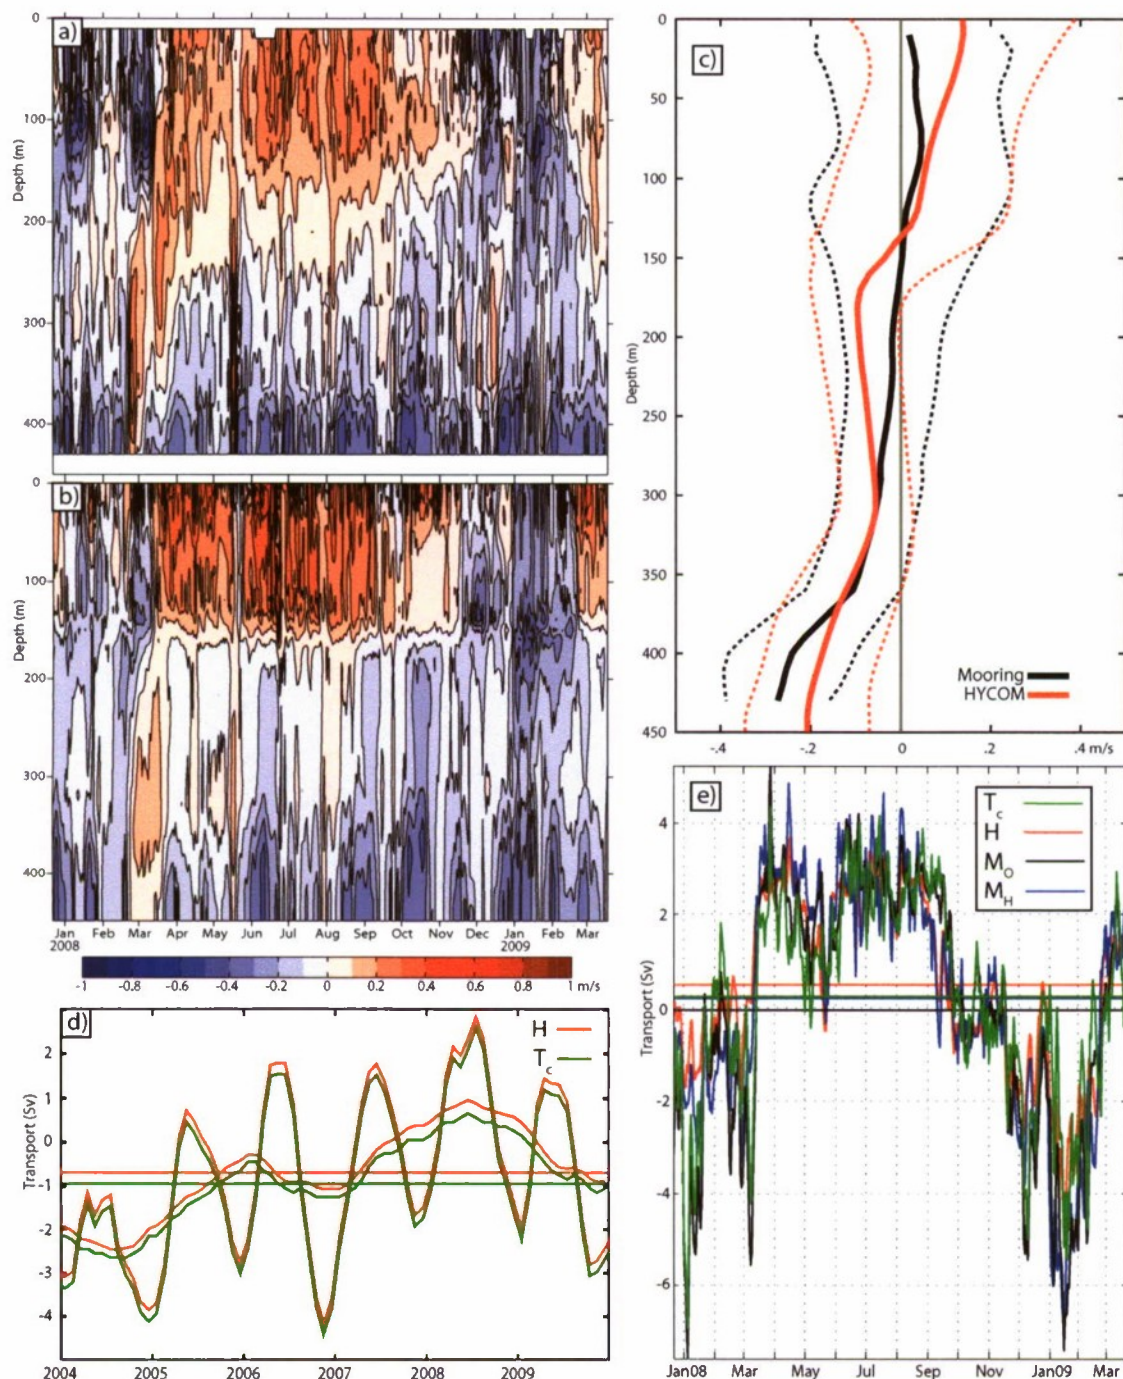 a)
0
100
200
300
400
Depth (m)
b)
0
100
200
300
400
Depth (m)
Jan Feb Mar Apr May Jun Jul Aug Sep Oct Nov Dec Jan Feb Mar
2008 2009
-1 -0.8 -0.6 -0.4 -0.2 0 0.2 0.4 0.6 0.8 1 m/s
c)
0
50
100
150
200
250
300
350
400
450
Depth (m)
Mooring
HYCOM
-.4 -.2 0 .2 .4 m/s
d)
H
Tc
2
1
0
-1
-2
-3
-4
Transport (Sv)
2004 2005 2006 2007 2008 2009
e)
Tc
H
MO
MH
4
2
0
-2
-4
-6
Transport (Sv)
Jan08 Mar May Jul Sep Nov Jan09 Mar